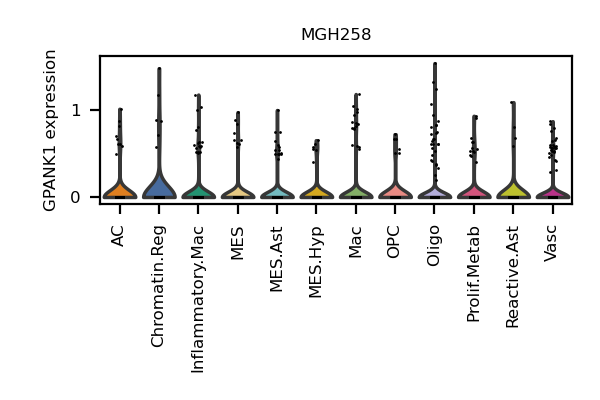 MGH258
GPANK1 expression
1
0
AC
Chromatin.Reg
Inflammatory.Mac
MES
MES.Ast
MES.Hyp
Mac
OPC
Oligo
Prolif.Metab
Reactive.Ast
Vasc